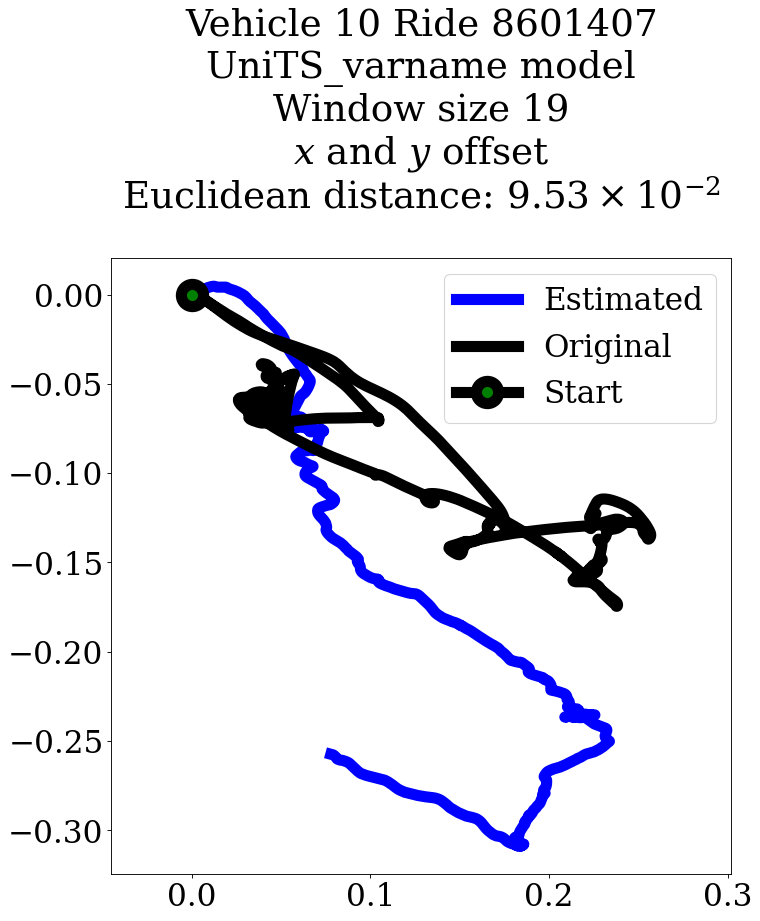 Vehicle 10 Ride 8601407
UniTS_varname model
Window size 19
x and y offset
Euclidean distance: 9.53 × 10⁻²
Estimated
Original
Start
0.00
−0.05
−0.10
−0.15
−0.20
−0.25
−0.30
0.0 0.1 0.2 0.3